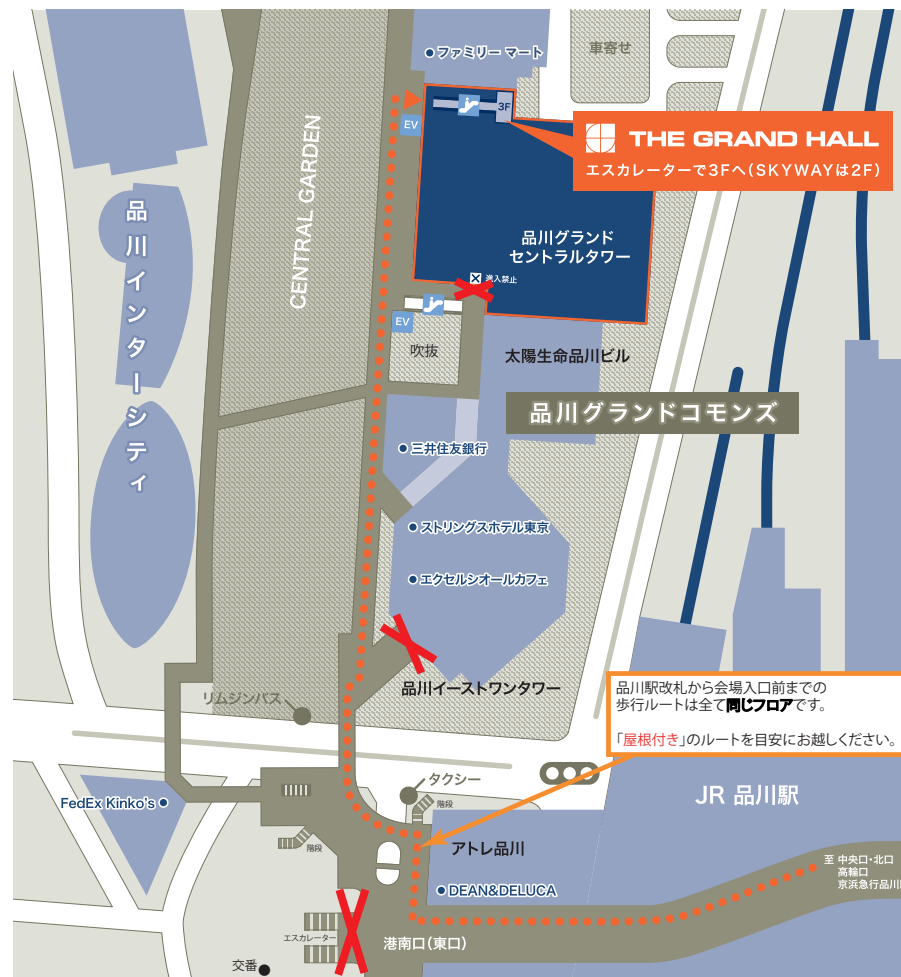 ファミリー マート
車寄せ
3F
EV
THE GRAND HALL
エスカレーターで3Fへ(SKYWAYは2F)
CENTRAL GARDEN
品川インターシティ
品川グランド
セントラルタワー
進入禁止
EV
吹抜
太陽生命品川ビル
品川グランドコモンズ
三井住友銀行
ストリングスホテル東京
エクセルシオールカフェ
品川イーストワンタワー
リムジンバス
品川駅改札から会場入口前までの
歩行ルートは全て同じフロアです。
「屋根付き」のルートを目安にお越しください。
タクシー
階段
JR 品川駅
FedEx Kinko's
階段
アトレ品川
至 中央口・北口
高輪口
京浜急行品川
DEAN&DELUCA
エスカレーター
港南口(東口)
交番